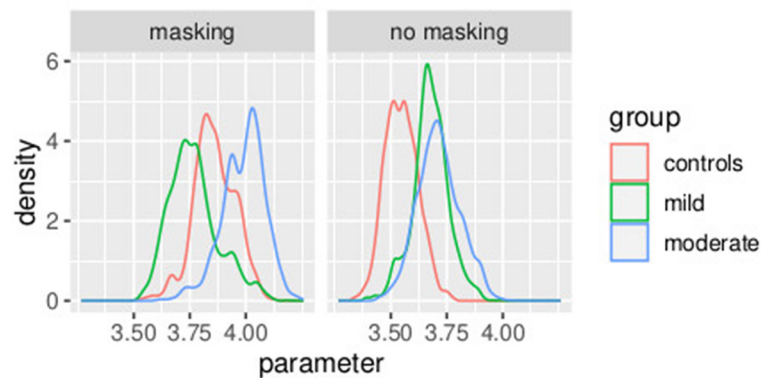 masking no masking
6
4
2
0
density
3.50 3.75 4.00 3.50 3.75 4.00
parameter
group
controls
mild
moderate